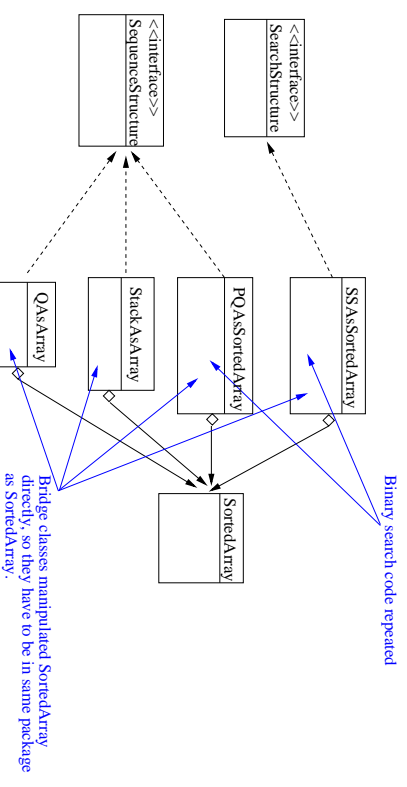 Binary search code repeated
<<interface>>
SearchStructure
SSAsSortedArray
<<interface>>
SequenceStructure
PQAsSortedArray
SortedArray
StackAsArray
QAsArray
Bridge classes manipulated SortedArray
directly, so they have to be in same package
as SortedArray.